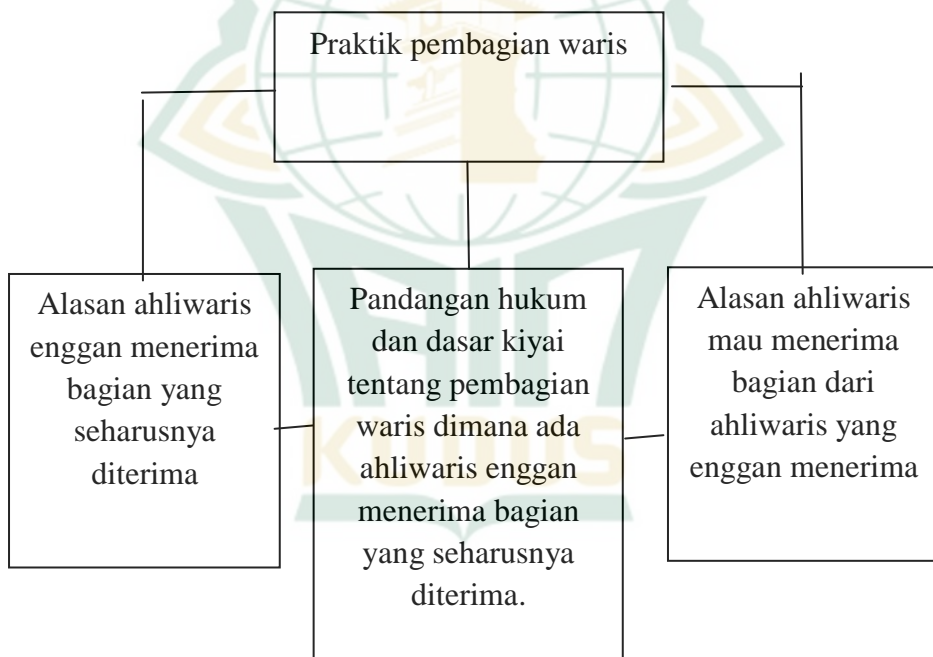 Praktik pembagian waris
Alasan ahliwaris
enggan menerima
bagian yang
seharusnya
diterima
Pandangan hukum
dan dasar kiyai
tentang pembagian
waris dimana ada
ahliwaris enggan
menerima bagian
yang seharusnya
diterima.
Alasan ahliwaris
mau menerima
bagian dari
ahliwaris yang
enggan menerima
IAIN
KUDUS